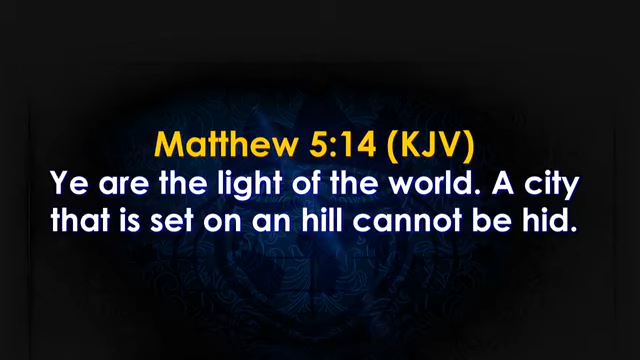 Matthew 5:14 (KJV)
Ye are the light of the world. A city
that is set on an hill cannot be hid.